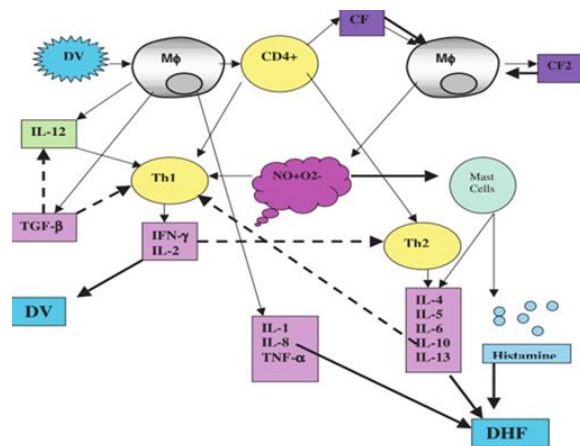 DV
Mϕ
CD4+
CF
Mϕ
CF2
IL-12
Th1
NO+O2-
Mast
Cells
TGF-β
IFN-γ
IL-2
Th2
DV
IL-1
IL-8
TNF-α
IL-4
IL-5
IL-6
IL-10
IL-13
Histamine
DHF